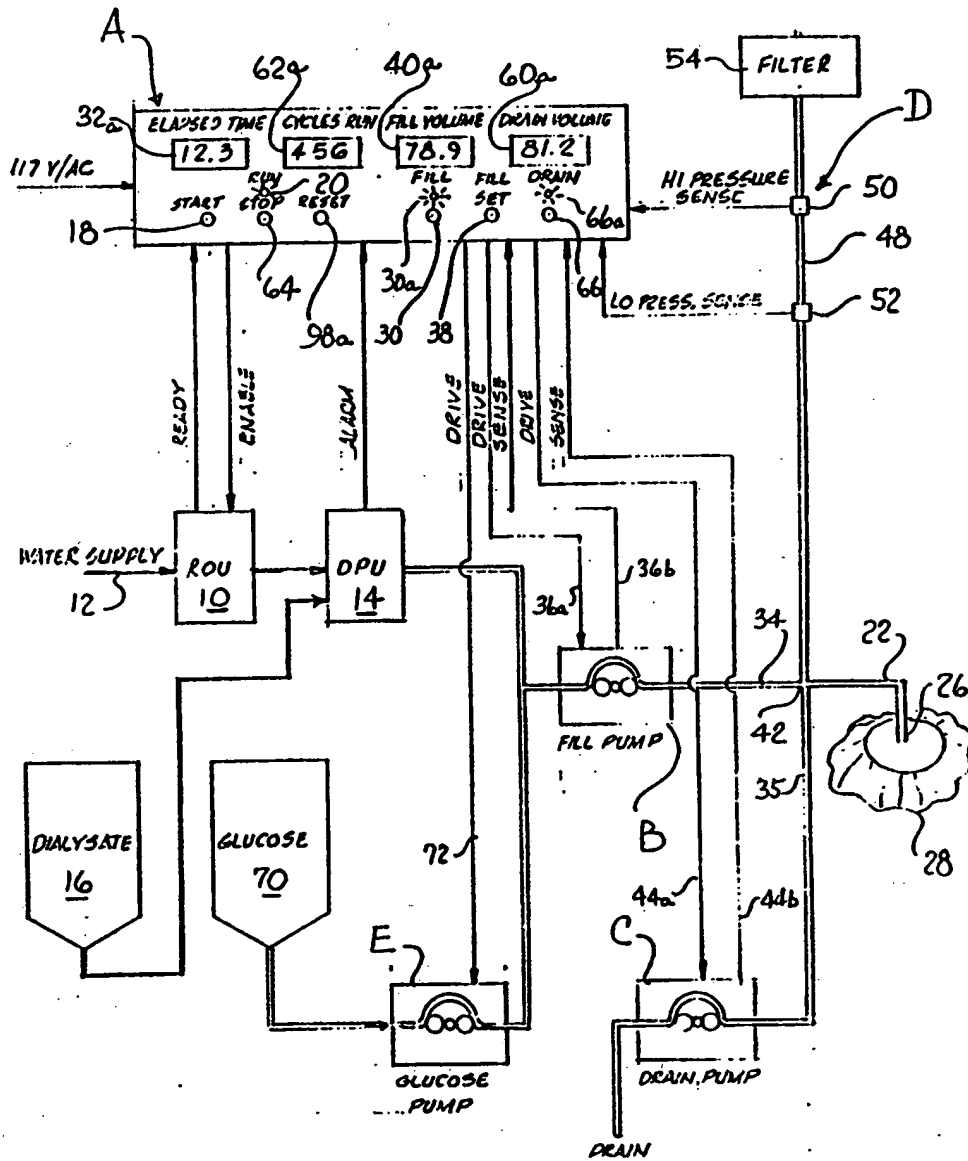 A
62a
40a
60a
54
FILTER
D
32a
ELAPSED TIME CYCLES RUN FILL VOLUME DRAIN VOLUME
12.3 456 78.9 81.2
117 V/AC
RUN
20
FILL
FILL
DRAIN
START
STOP
RESET
SET
66a
HI PRESSURE
SENSE
50
18
48
64
98a
30a
30
38
66
LO PRESS. SENSE
52
READY
ENABLE
ALARM
DRIVE
DRIVE
SENSE
DRIVE
SENSE
WATER SUPPLY
12
ROU
10
DPU
14
36a
36b
34
22
26
42
FILL PUMP
B
35
28
DIALYSATE
16
GLUCOSE
70
72
44a
44b
E
C
GLUCOSE
PUMP
DRAIN PUMP
DRAIN